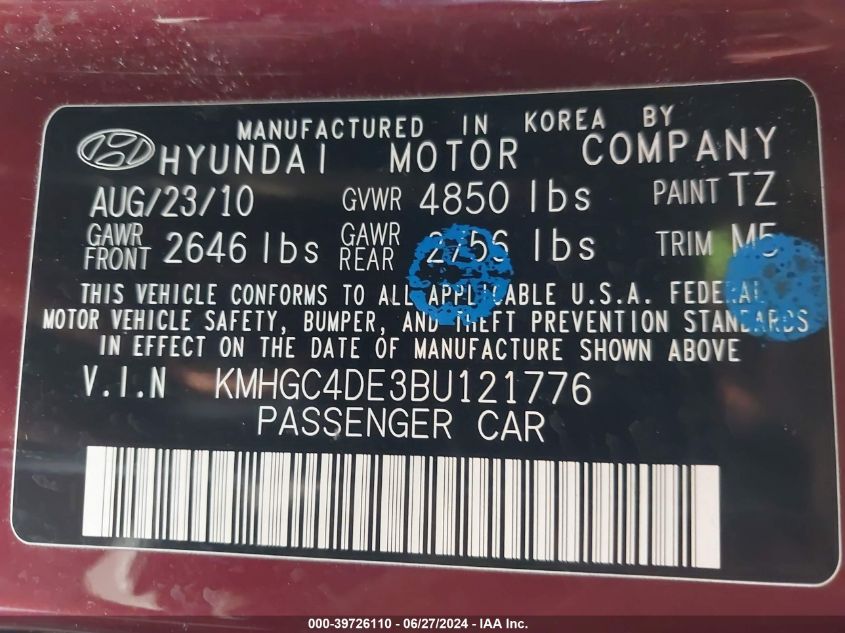 MANUFACTURED IN KOREA BY
HYUNDAI MOTOR COMPANY
AUG/23/10 GVWR 4850 lbs PAINT TZ
GAWR FRONT 2646 lbs GAWR REAR 2756 lbs TRIM M5
THIS VEHICLE CONFORMS TO ALL APPLICABLE U.S.A. FEDERAL
MOTOR VEHICLE SAFETY, BUMPER, AND THEFT PREVENTION STANDARDS
IN EFFECT ON THE DATE OF MANUFACTURE SHOWN ABOVE
V.I.N KMHGC4DE3BU121776
PASSENGER CAR
000-39726110 - 06/27/2024 - IAA Inc.